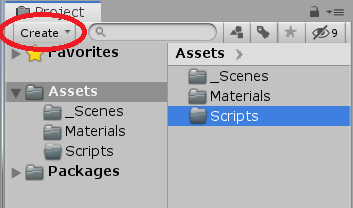 Project
Create
9
Favorites
Assets
_Scenes
Materials
Scripts
Packages
Assets >
_Scenes
Materials
Scripts